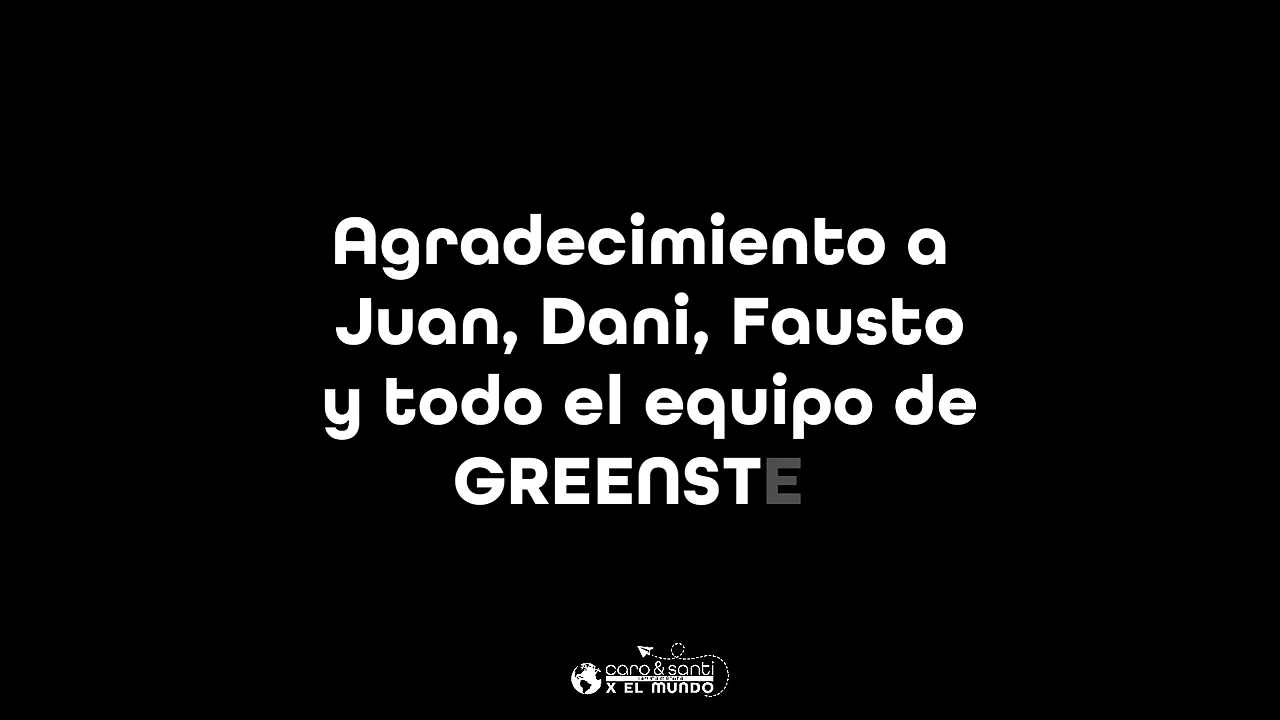 Agradecimiento a
Juan, Dani, Fausto
y todo el equipo de
GREENSTE
caro & santi
X EL MUNDO